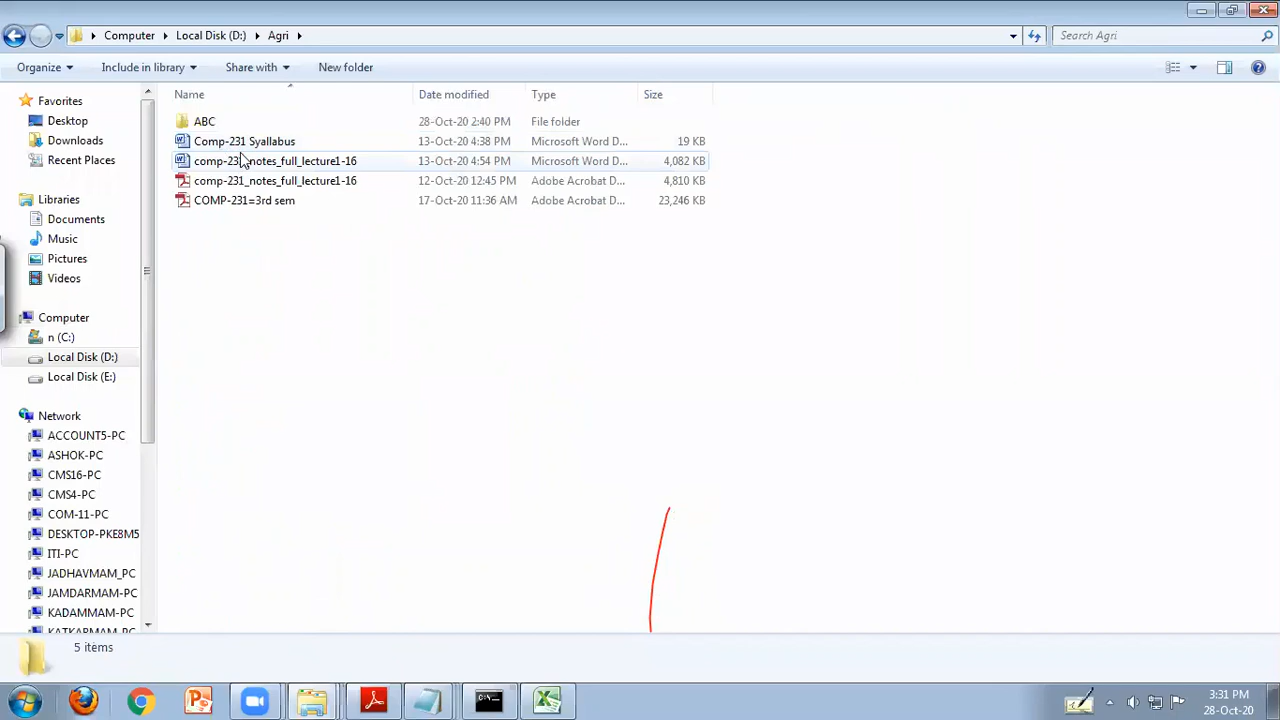 Computer Local Disk (D:) Agri Search Agri
Organize Include in library Share with New folder
Name Date modified Type Size
ABC 28-Oct-20 2:40 PM File folder
Comp-231 Syallabus 13-Oct-20 4:38 PM Microsoft Word D... 19 KB
comp-231_notes_full_lecture1-16 13-Oct-20 4:54 PM Microsoft Word D... 4,082 KB
comp-231_notes_full_lecture1-16 12-Oct-20 12:45 PM Adobe Acrobat D... 4,810 KB
COMP-231=3rd sem 17-Oct-20 11:36 AM Adobe Acrobat D... 23,246 KB
Favorites
Desktop
Downloads
Recent Places
Libraries
Documents
Music
Pictures
Videos
Computer
n (C:)
Local Disk (D:)
Local Disk (E:)
Network
ACCOUNT5-PC
ASHOK-PC
CMS16-PC
CMS4-PC
COM-11-PC
DESKTOP-PKE8M5
ITI-PC
JADHAVMAM_PC
JAMDARMAM-PC
KADAMMAM-PC
KATKARMAM_PC
5 items
3:31 PM
28-Oct-20